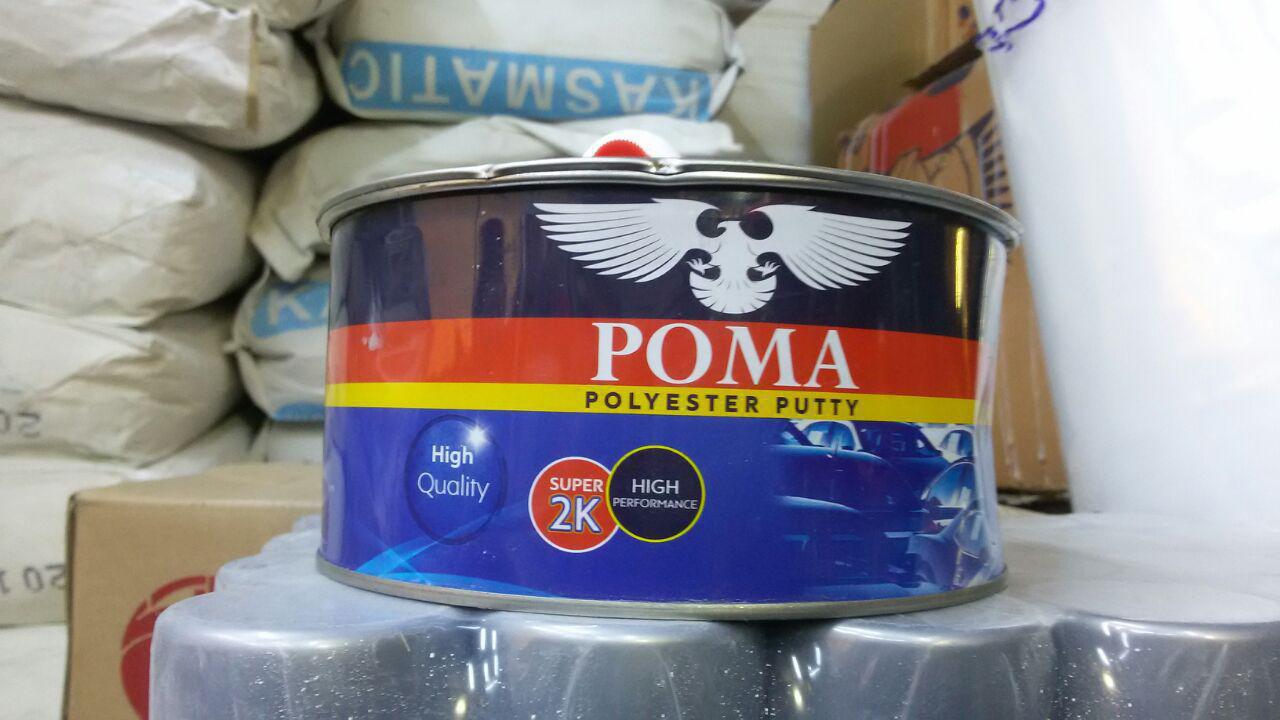 KASMATIC
POMA
POLYESTER PUTTY
High
Quality
SUPER
2K
HIGH
PERFORMANCE